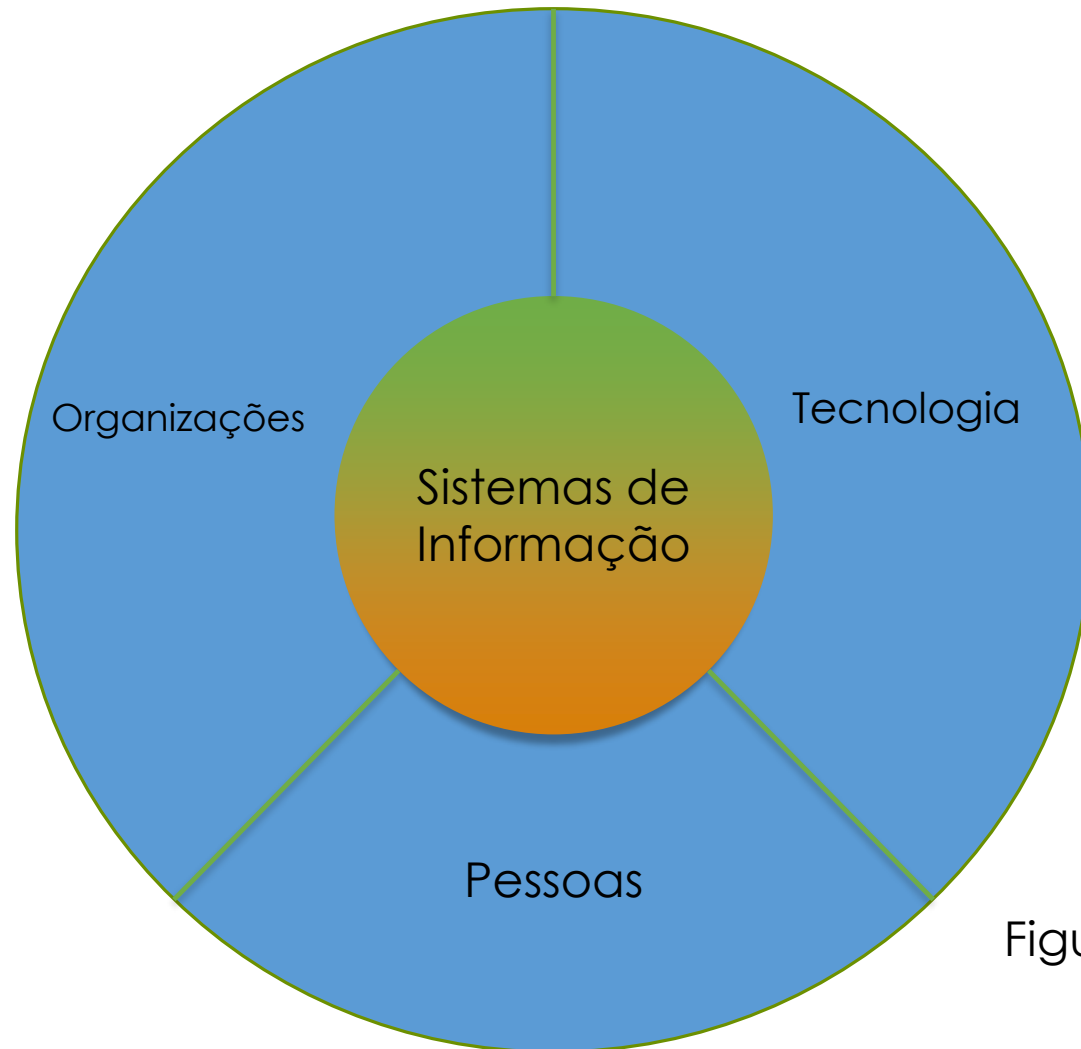 Organizações
Tecnologia
Sistemas de
Informação
Pessoas